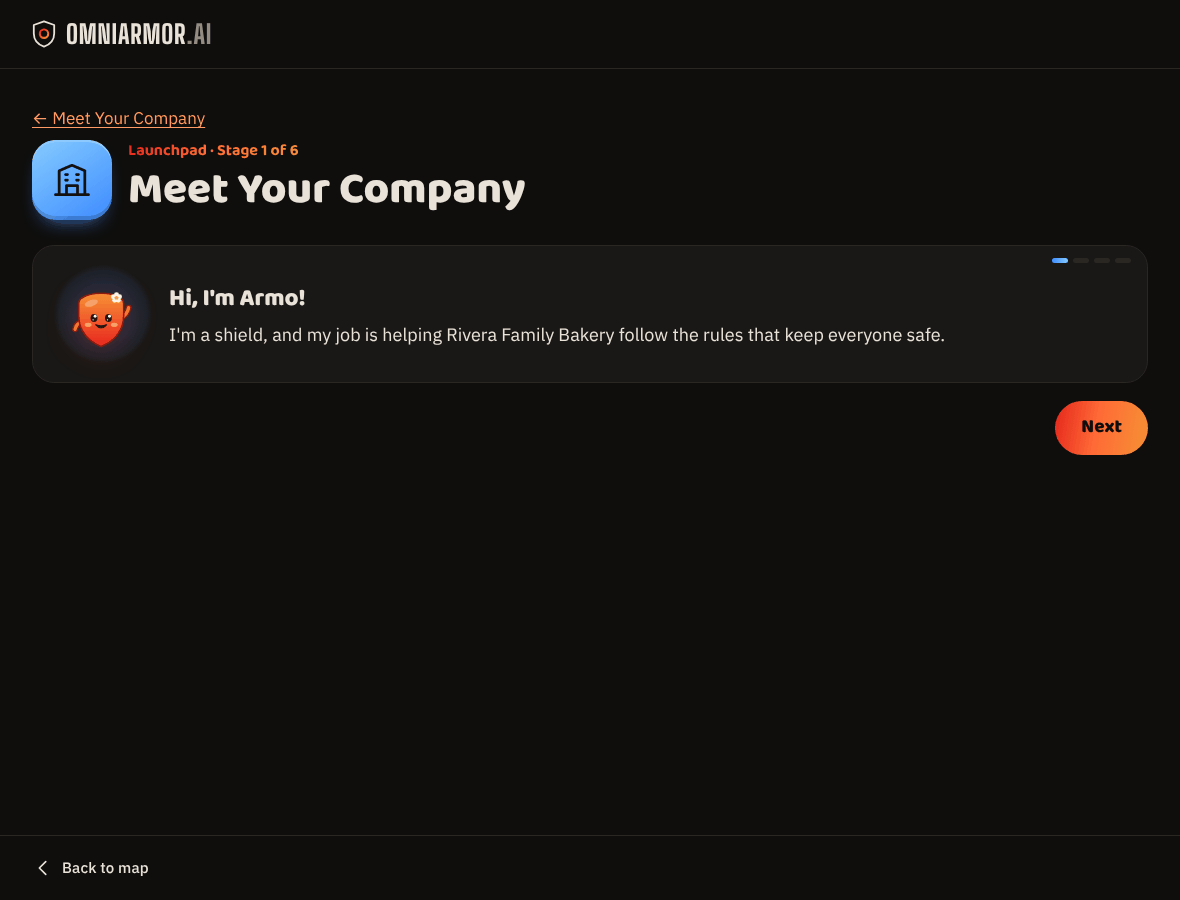 OMNIARMOR.AI
← Meet Your Company
Launchpad · Stage 1 of 6
Meet Your Company
Hi, I'm Armo!
I'm a shield, and my job is helping Rivera Family Bakery follow the rules that keep everyone safe.
Next
Back to map